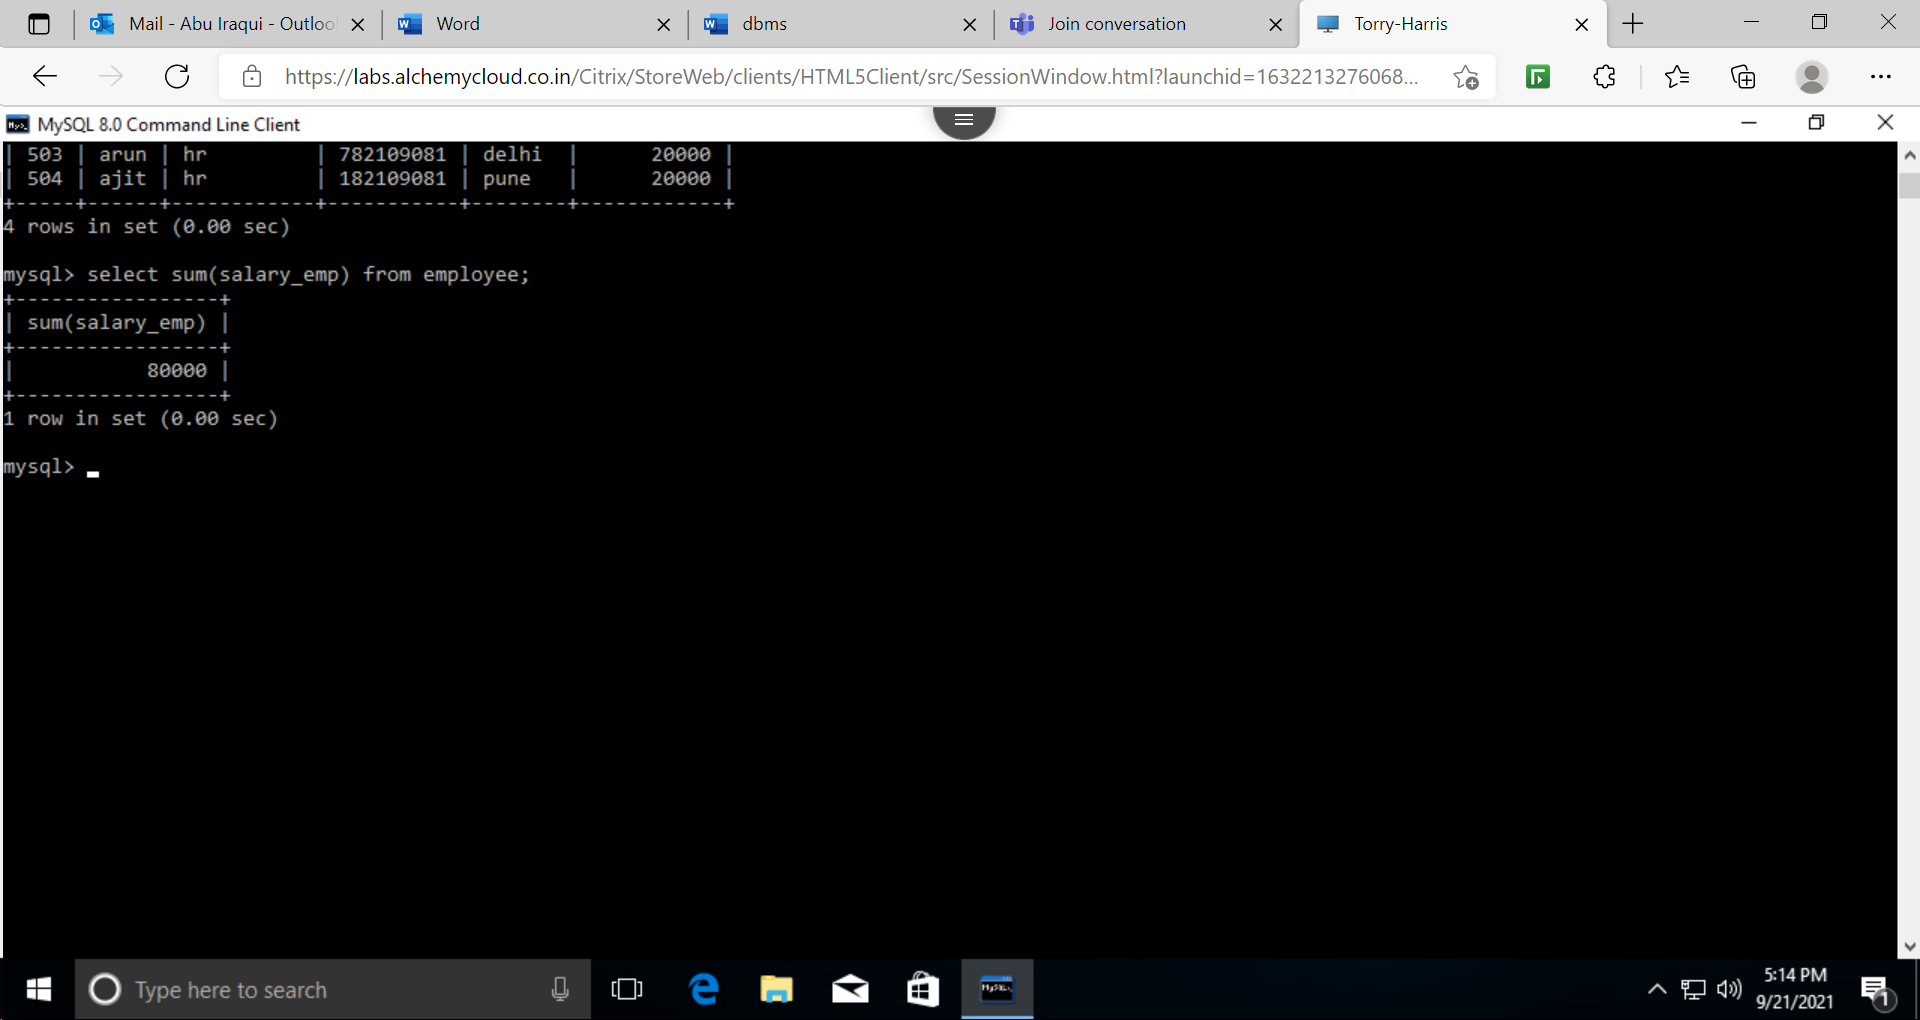 Mail - Abu Iraqui - Outloo
Word
dbms
Join conversation
Torry-Harris
https://labs.alchemycloud.co.in/Citrix/StoreWeb/clients/HTML5Client/src/SessionWindow.html?launchid=1632213276068...
MySQL 8.0 Command Line Client
| 503 | arun | hr         | 782109081 | delhi  |      20000 |
| 504 | ajit | hr         | 182109081 | pune   |      20000 |
+-----+------+------------+-----------+--------+------------+
4 rows in set (0.00 sec)
mysql> select sum(salary_emp) from employee;
+-----------------+
| sum(salary_emp) |
+-----------------+
|           80000 |
+-----------------+
1 row in set (0.00 sec)
mysql>
Type here to search
5:14 PM
9/21/2021
1